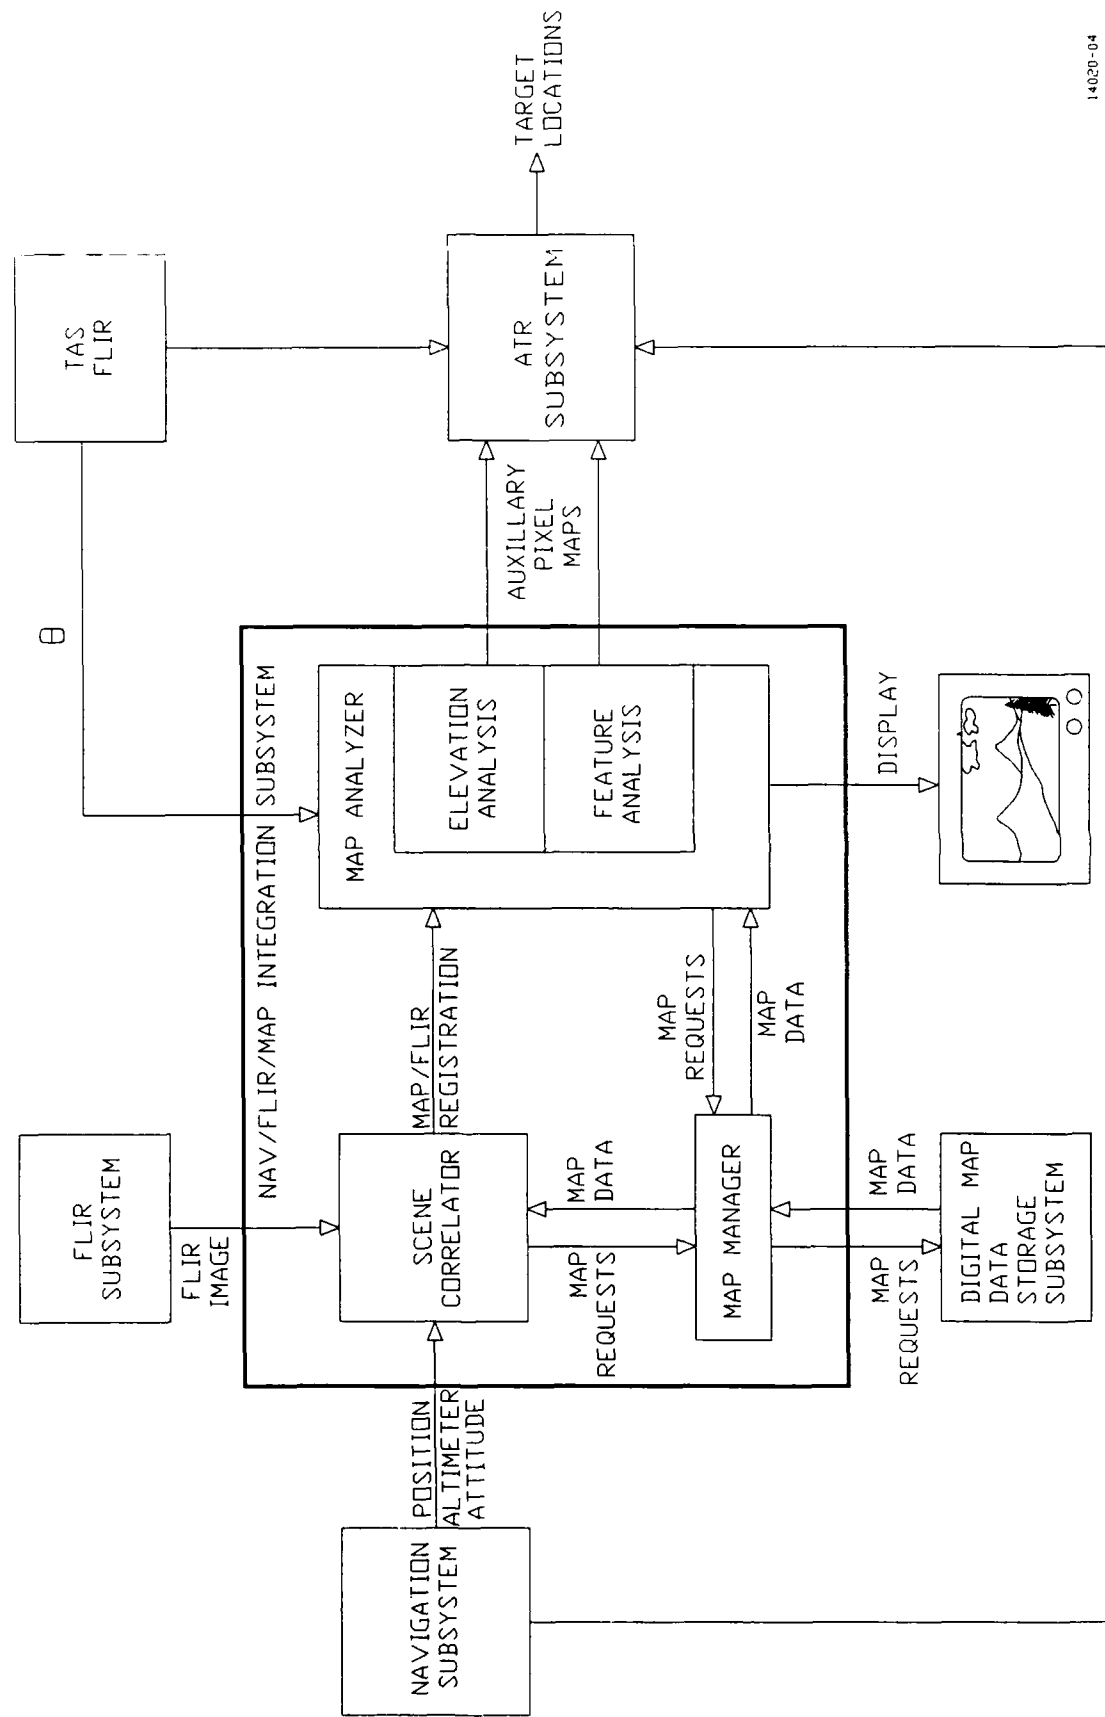 FLIR
SUBSYSTEM
TAS
FLIR
FLIR
IMAGE
θ
NAV/FLIR/MAP INTEGRATION SUBSYSTEM
NAVIGATION
SUBSYSTEM
POSITION
ALTIMETER
ATTITUDE
SCENE
CORRELATOR
MAP/FLIR
REGISTRATION
MAP ANALYZER
ELEVATION
ANALYSIS
FEATURE
ANALYSIS
AUXILLARY
PIXEL
MAPS
ATR
SUBSYSTEM
TARGET
LOCATIONS
MAP
REQUESTS
MAP
DATA
MAP
REQUESTS
MAP
DATA
MAP MANAGER
MAP
REQUESTS
MAP
DATA
DISPLAY
DIGITAL MAP
DATA
STORAGE
SUBSYSTEM
14020-04